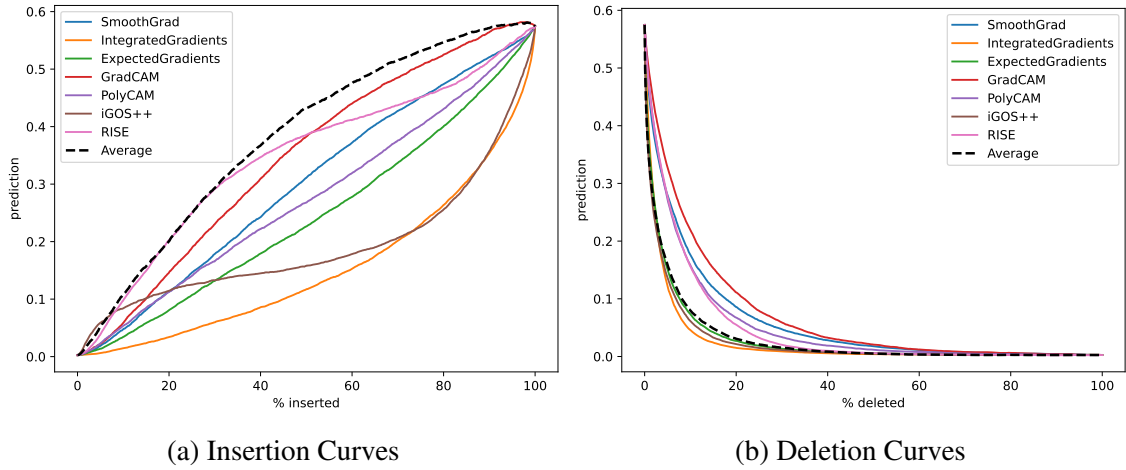 0.6
0.5
0.4
0.3
0.2
0.1
0.0
prediction
SmoothGrad
IntegratedGradients
ExpectedGradients
GradCAM
PolyCAM
iGOS++
RISE
Average
0 20 40 60 80 100
% inserted
(a) Insertion Curves
0.6
0.5
0.4
0.3
0.2
0.1
0.0
prediction
SmoothGrad
IntegratedGradients
ExpectedGradients
GradCAM
PolyCAM
iGOS++
RISE
Average
0 20 40 60 80 100
% deleted
(b) Deletion Curves